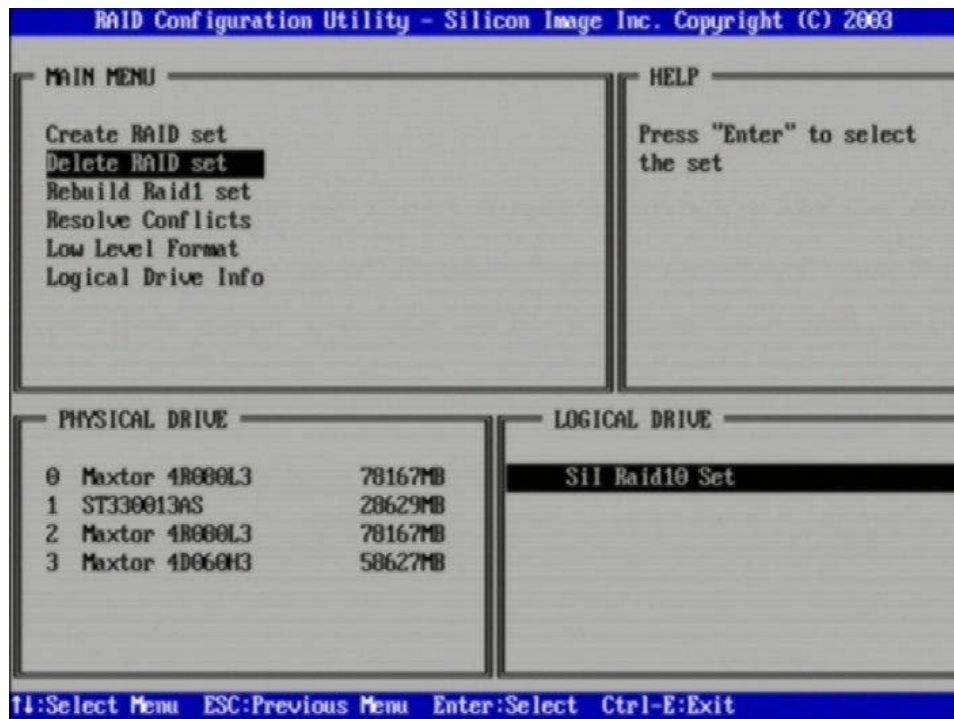 RAID Configuration Utility - Silicon Image Inc. Copyright (C) 2003
MAIN MENU
Create RAID set
Delete RAID set
Rebuild Raid1 set
Resolve Conflicts
Low Level Format
Logical Drive Info
HELP
Press "Enter" to select
the set
PHYSICAL DRIVE
0 Maxtor 4R080L3 78167MB
1 ST330013AS 28629MB
2 Maxtor 4R080L3 78167MB
3 Maxtor 4D060H3 58627MB
LOGICAL DRIVE
SiI Raid10 Set
↑↓:Select Menu ESC:Previous Menu Enter:Select Ctrl-E:Exit